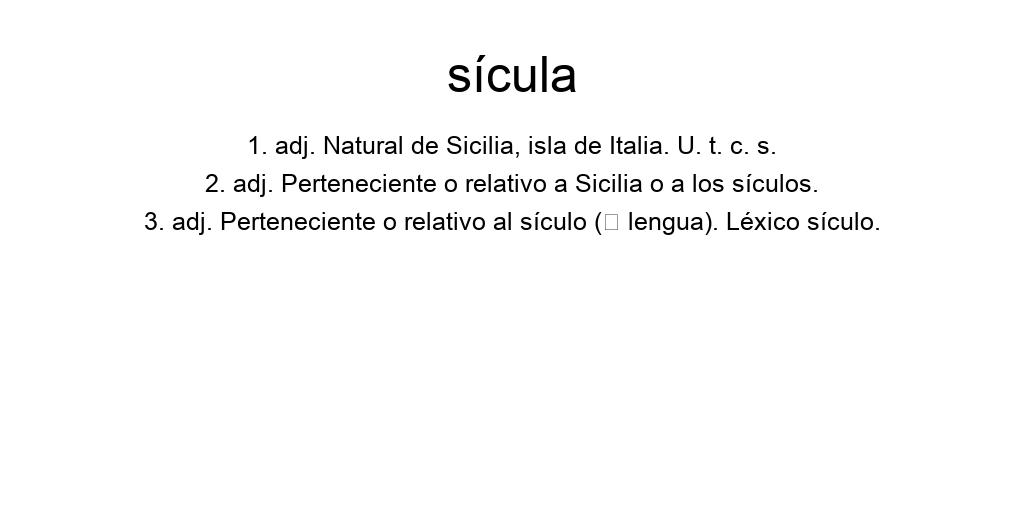 sícula
1. adj. Natural de Sicilia, isla de Italia. U. t. c. s.
2. adj. Perteneciente o relativo a Sicilia o a los sículos.
3. adj. Perteneciente o relativo al sículo (□ lengua). Léxico sículo.